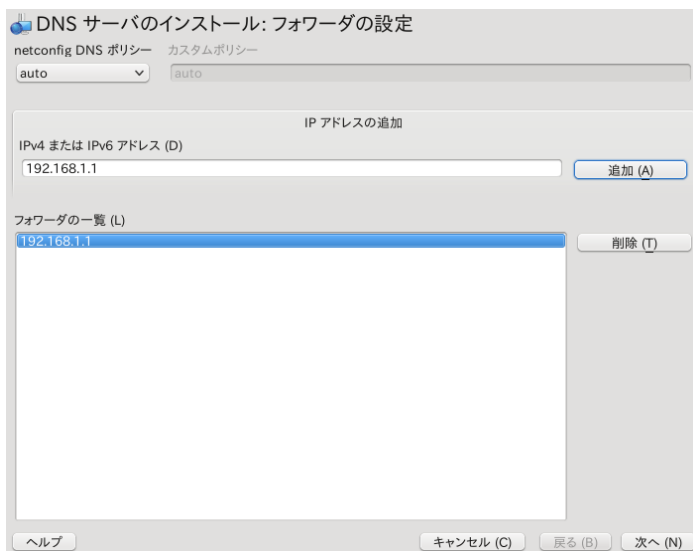 DNS サーバのインストール: フォワーダの設定
netconfig DNS ポリシー カスタムポリシー
auto auto
IP アドレスの追加
IPv4 または IPv6 アドレス (D)
192.168.1.1 追加 (A)
フォワーダの一覧 (L)
192.168.1.1 削除 (T)
ヘルプ キャンセル (C) 戻る (B) 次へ (N)